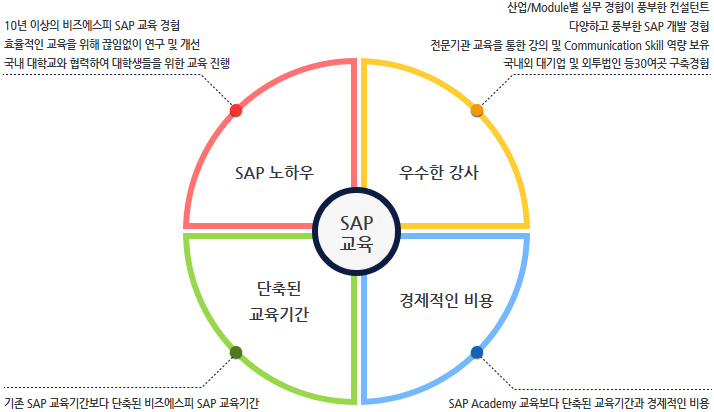 10년 이상의 비즈에스피 SAP 교육 경험
효율적인 교육을 위해 끊임없이 연구 및 개선
국내 대학교와 협력하여 대학생들을 위한 교육 진행
산업/Module별 실무 경험이 풍부한 컨설턴트
다양하고 풍부한 SAP 개발 경험
전문기관 교육을 통한 강의 및 Communication Skill 역량 보유
국내외 대기업 및 외투법인 등30여곳 구축경험
SAP 노하우
우수한 강사
SAP
교육
단축된
교육기간
경제적인 비용
기존 SAP 교육기간보다 단축된 비즈에스피 SAP 교육기간
SAP Academy 교육보다 단축된 교육기간과 경제적인 비용